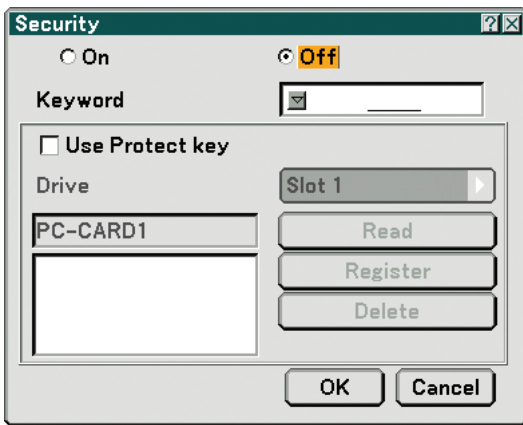 Security
On Off
Keyword
Use Protect key
Drive Slot 1
PC-CARD1 Read
Register
Delete
OK Cancel